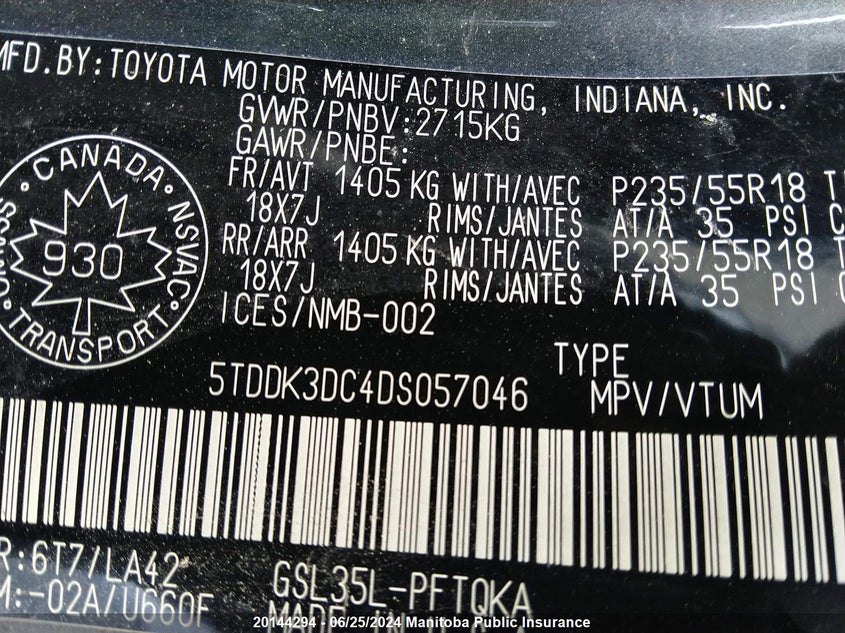 MFD.BY:TOYOTA MOTOR MANUFACTURING, INDIANA, INC.
GVWR/PNBV:2715KG
GAWR/PNBE:
FR/AVT 1405 KG WITH/AVEC P235/55R18
18X7J RIMS/JANTES AT/A 35 PSI
RR/ARR 1405KG WITH/AVEC P235/55R18
18X7J RIMS/JANTES AT/A 35 PSI
ICES/NMB-002
CANADA NSVAC TRANSPORT
930
TYPE
5TDDK3DC4DS057046 MPV/VTUM
R:6T7/LA42 GSL35L-PFTQKA
M:-02A/U660F MADE IN
20144294 - 06/25/2024 Manitoba Public Insurance